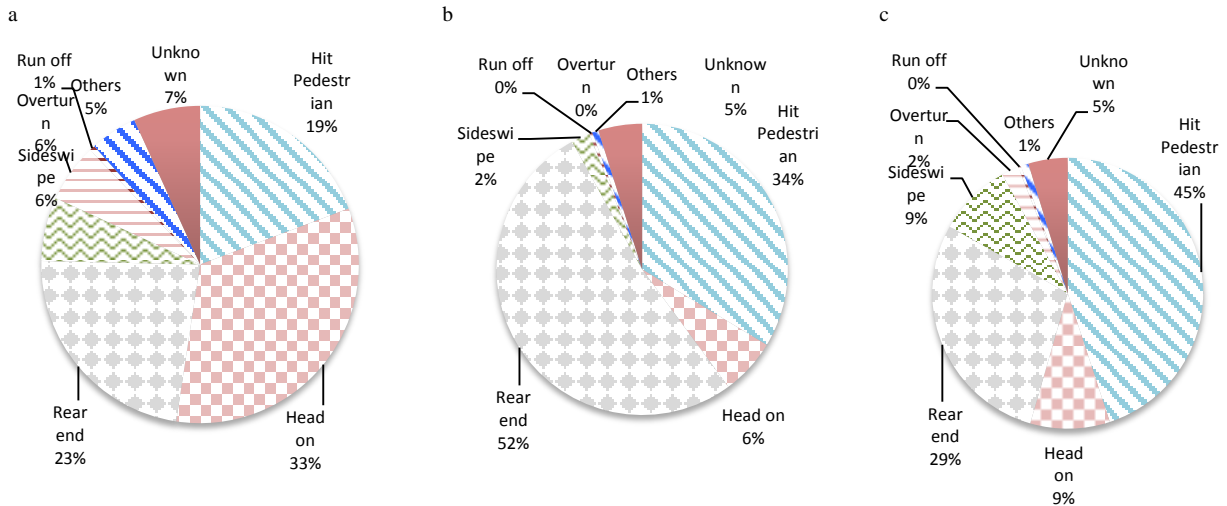 a
Run off
1%
Others
5%
Unkno
wn
7%
Hit
Pedestr
ian
19%
Overtur
n
6%
Sideswi
pe
6%
Rear
end
23%
Head
on
33%
b
Run off
0%
Overtur
n
0%
Others
1%
Unknow
n
5%
Hit
Pedestri
an
34%
Sideswi
pe
2%
Rear end
52%
Head on
6%
c
Run off
0%
Overtur
n
2%
Others
1%
Unkno
wn
5%
Hit
Pedestr
ian
45%
Sideswi
pe
9%
Rear
end
29%
Head
on
9%